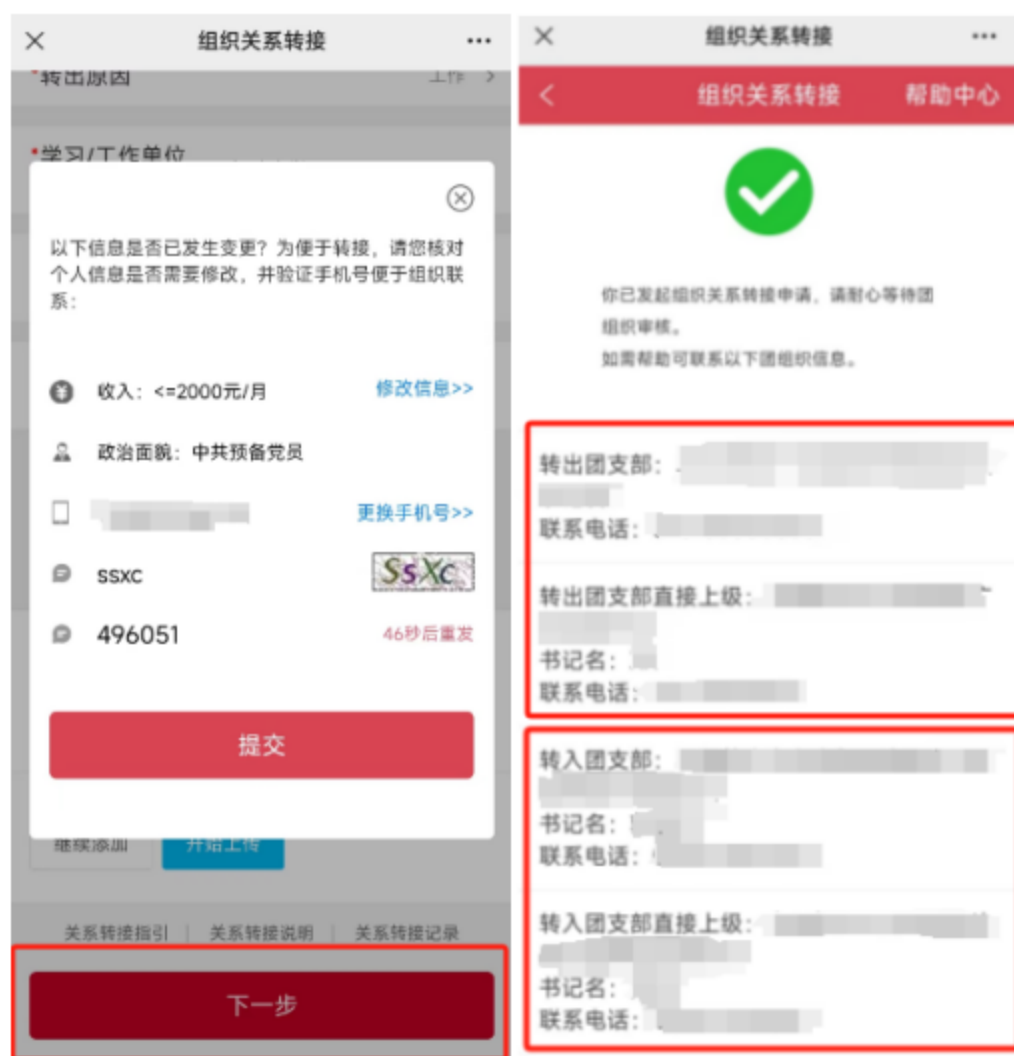 组织关系转接
*转出原因
工作 >
*学习/工作单位
以下信息是否已发生变更？为便于转接，请您核对
个人信息是否需要修改，并验证手机号便于组织联
系：
收入：<=2000元/月
修改信息>>
政治面貌：中共预备党员
更换手机号>>
ssxc
SsXc
496051
46秒后重发
提交
继续添加
开始上传
关系转接指引 | 关系转接说明 | 关系转接记录
下一步
组织关系转接
< 组织关系转接 帮助中心
你已发起组织关系转接申请，请耐心等待团
组织审核。
如需帮助可联系以下团组织信息。
转出团支部：
联系电话：
转出团支部直接上级：
书记名：
联系电话：
转入团支部：
书记名：
联系电话：
转入团支部直接上级：
书记名：
联系电话：